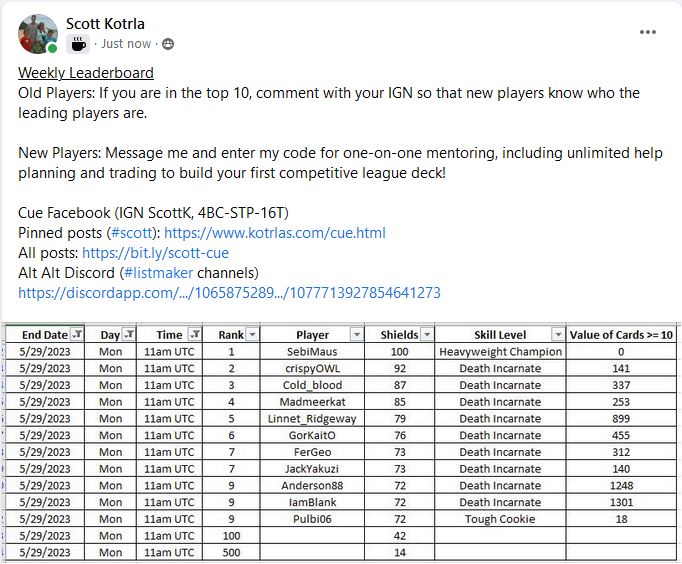 Scott Kotrla
Just now ·
Weekly Leaderboard
Old Players: If you are in the top 10, comment with your IGN so that new players know who the
leading players are.
New Players: Message me and enter my code for one-on-one mentoring, including unlimited help
planning and trading to build your first competitive league deck!
Cue Facebook (IGN ScottK, 4BC-STP-16T)
Pinned posts (#scott): https://www.kotrlas.com/cue.html
All posts: https://bit.ly/scott-cue
Alt Alt Discord (#listmaker channels)
https://discordapp.com/.../1065875289.../1077713927854641273
End Date Day Time Rank Player Shields Skill Level Value of Cards >= 10
5/29/2023 Mon 11am UTC 1 SebiMaus 100 Heavyweight Champion 0
5/29/2023 Mon 11am UTC 2 crispyOWL 92 Death Incarnate 141
5/29/2023 Mon 11am UTC 3 Cold_blood 87 Death Incarnate 337
5/29/2023 Mon 11am UTC 4 Madmeerkat 85 Death Incarnate 253
5/29/2023 Mon 11am UTC 5 Linnet_Ridgeway 79 Death Incarnate 899
5/29/2023 Mon 11am UTC 6 GorKaitO 76 Death Incarnate 455
5/29/2023 Mon 11am UTC 7 FerGeo 73 Death Incarnate 312
5/29/2023 Mon 11am UTC 7 JackYakuzi 73 Death Incarnate 140
5/29/2023 Mon 11am UTC 9 Anderson88 72 Death Incarnate 1248
5/29/2023 Mon 11am UTC 9 IamBlank 72 Death Incarnate 1301
5/29/2023 Mon 11am UTC 9 Pulbi06 72 Tough Cookie 18
5/29/2023 Mon 11am UTC 100 42
5/29/2023 Mon 11am UTC 500 14